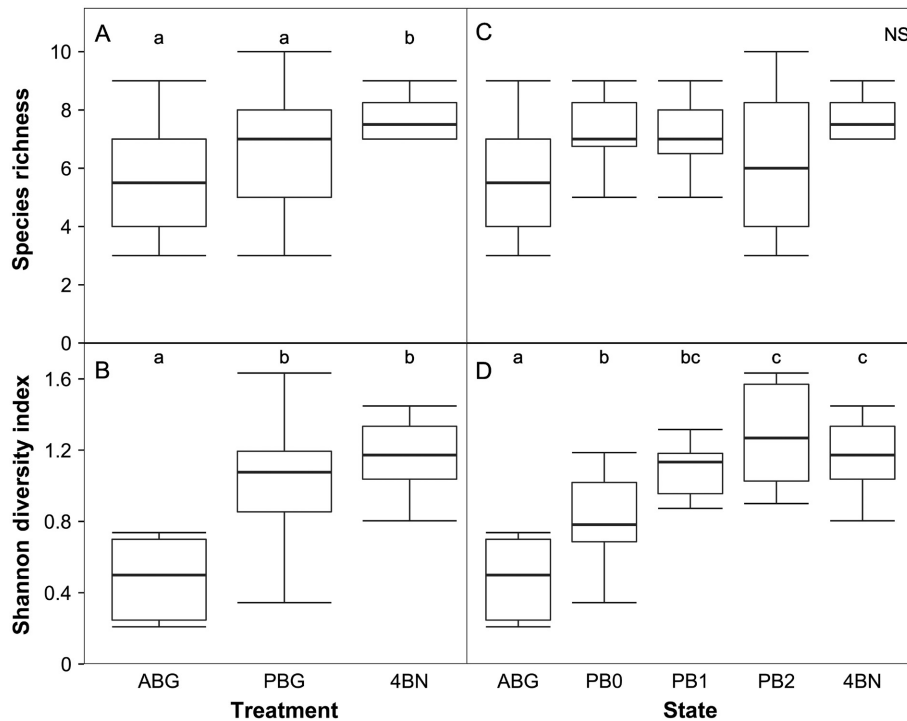 A
a a b
C
NS
Species richness
10
8
6
4
2
0
B
a b b
D
a b bc c c
Shannon diversity index
1.6
1.2
0.8
0.4
0
ABG PBG 4BN
ABG PB0 PB1 PB2 4BN
Treatment
State